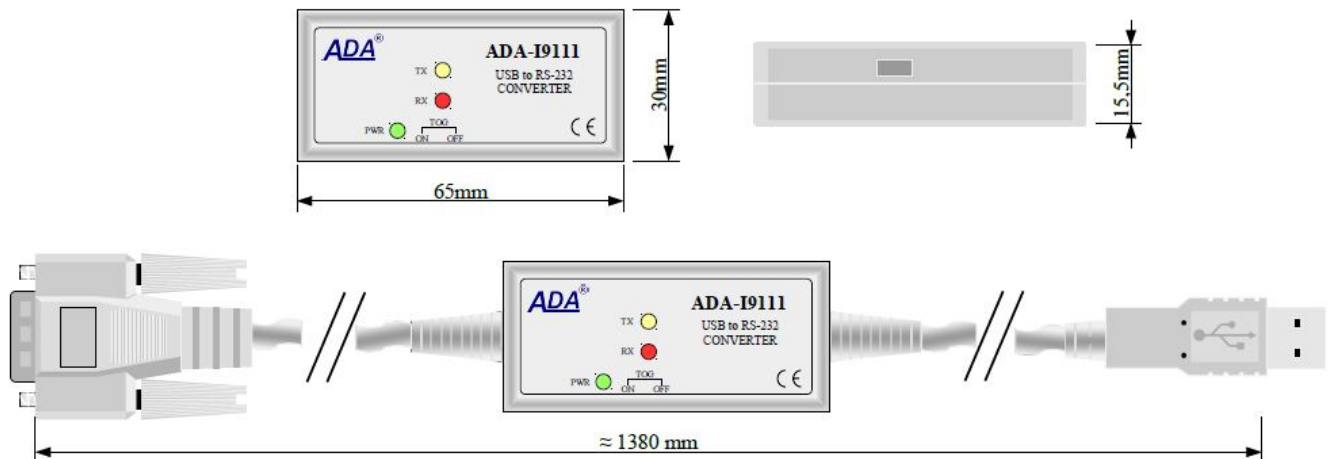 ADA®
ADA-I9111
USB to RS-232
CONVERTER
TX
RX
PWR
TOG
ON OFF
CE
30mm
65mm
15,5mm
ADA®
ADA-I9111
USB to RS-232
CONVERTER
TX
RX
PWR
TOG
ON OFF
CE
≈ 1380 mm